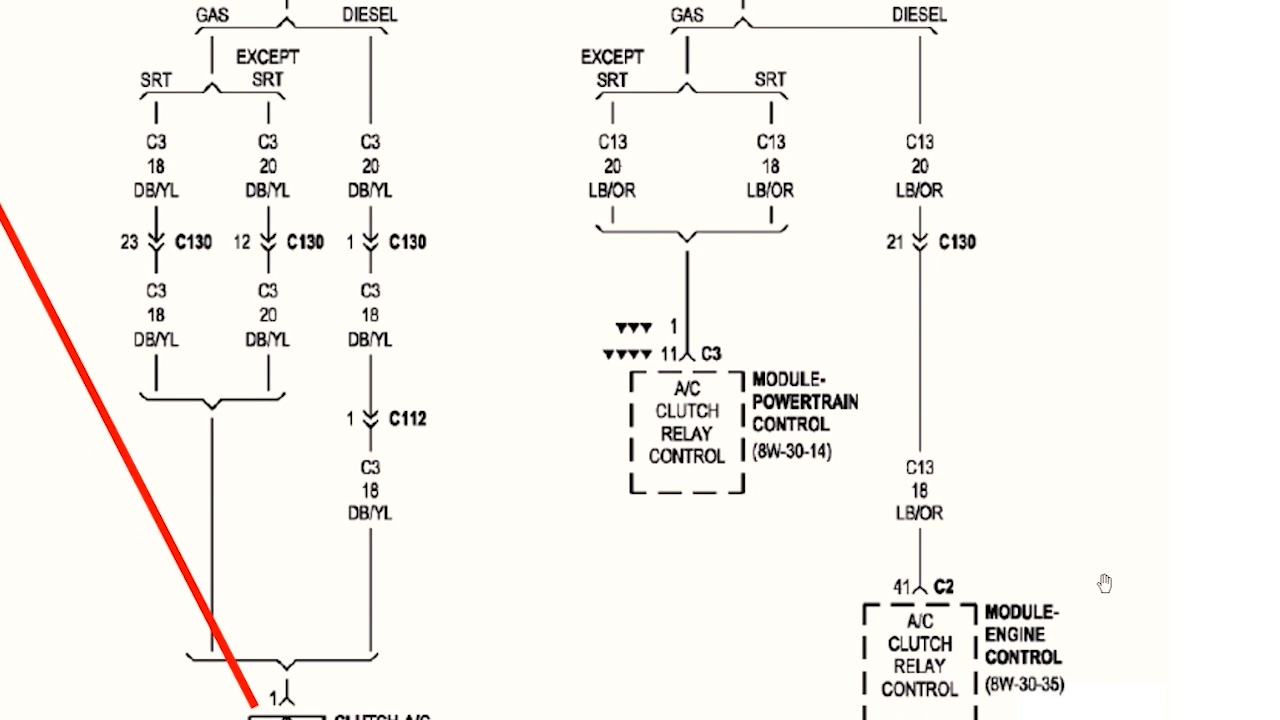 GAS DIESEL GAS DIESEL
EXCEPT EXCEPT
SRT SRT SRT SRT
C3 C3 C3 C13 C13 C13
18 20 20 20 18 20
DB/YL DB/YL DB/YL LB/OR LB/OR LB/OR
23 C130 12 C130 1 C130 21 C130
C3 C3 C3
18 20 18
DB/YL DB/YL DB/YL
1
11 C3
A/C
CLUTCH
RELAY
CONTROL
MODULE-
POWERTRAIN
CONTROL
(8W-30-14)
1 C112
C3 C13
18 18
DB/YL LB/OR
41 C2
A/C
CLUTCH
RELAY
CONTROL
MODULE-
ENGINE
CONTROL
(8W-30-35)
1
CLUTCH A/C